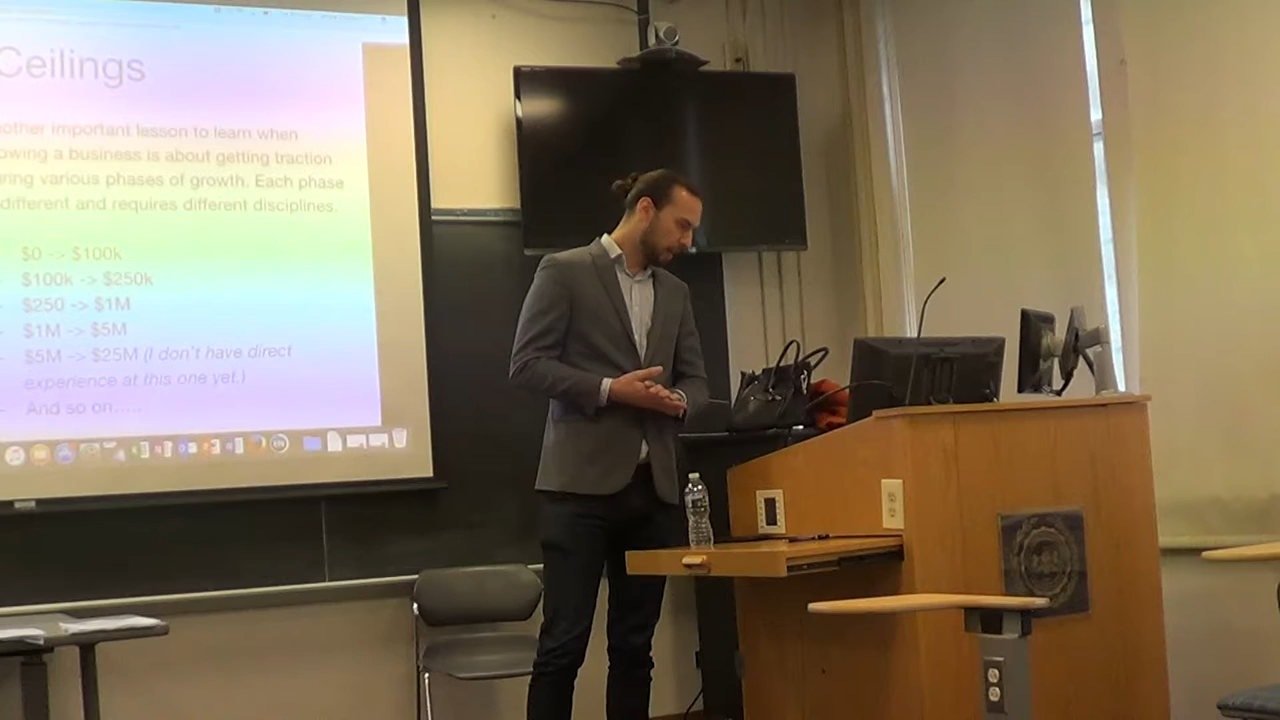 Ceilings
other important lesson to learn when
owing a business is about getting traction
ring various phases of growth. Each phase
different and requires different disciplines.
- $0 -> $100k
- $100k -> $250k
- $250 -> $1M
- $1M -> $5M
- $5M -> $25M (I don't have direct
experience at this one yet.)
- And so on.....